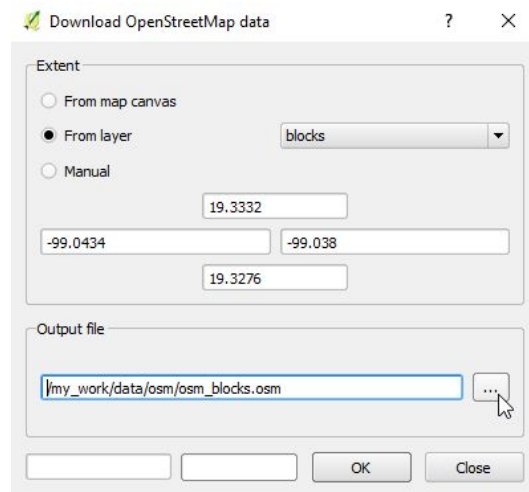 Download OpenStreetMap data ? X
Extent
From map canvas
From layer blocks
Manual
19.3332
-99.0434 -99.038
19.3276
Output file
/my_work/data/osm/osm_blocks.osm ...
OK Close